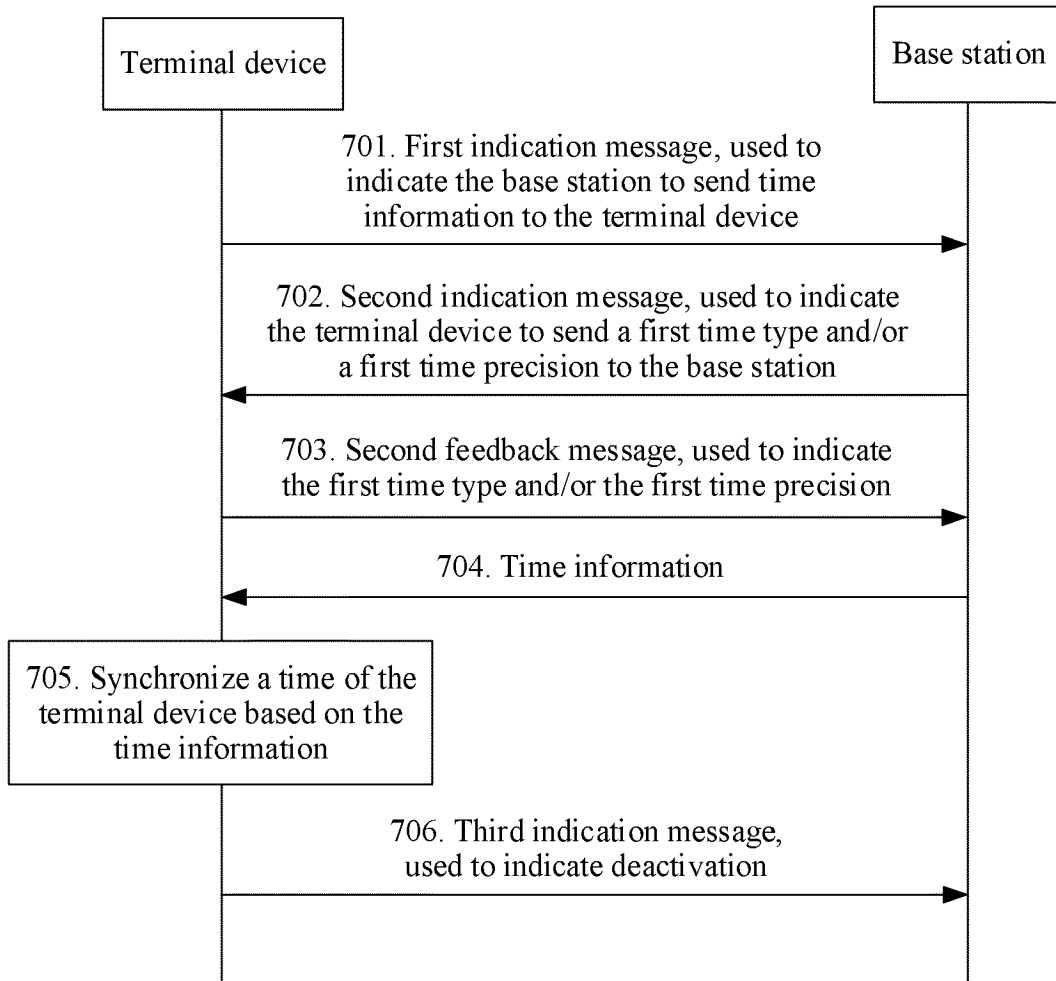 Terminal device
Base station
701. First indication message, used to
indicate the base station to send time
information to the terminal device
702. Second indication message, used to indicate
the terminal device to send a first time type and/or
a first time precision to the base station
703. Second feedback message, used to indicate
the first time type and/or the first time precision
704. Time information
705. Synchronize a time of the
terminal device based on the
time information
706. Third indication message,
used to indicate deactivation